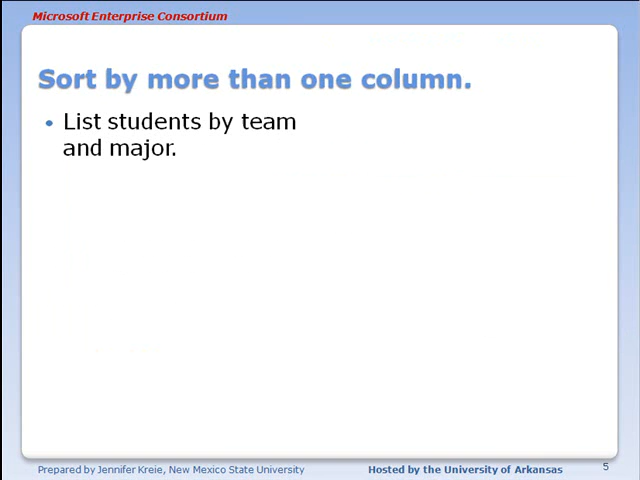 Microsoft Enterprise Consortium
Sort by more than one column.
• List students by team
and major.
Prepared by Jennifer Kreie, New Mexico State University
Hosted by the University of Arkansas
5